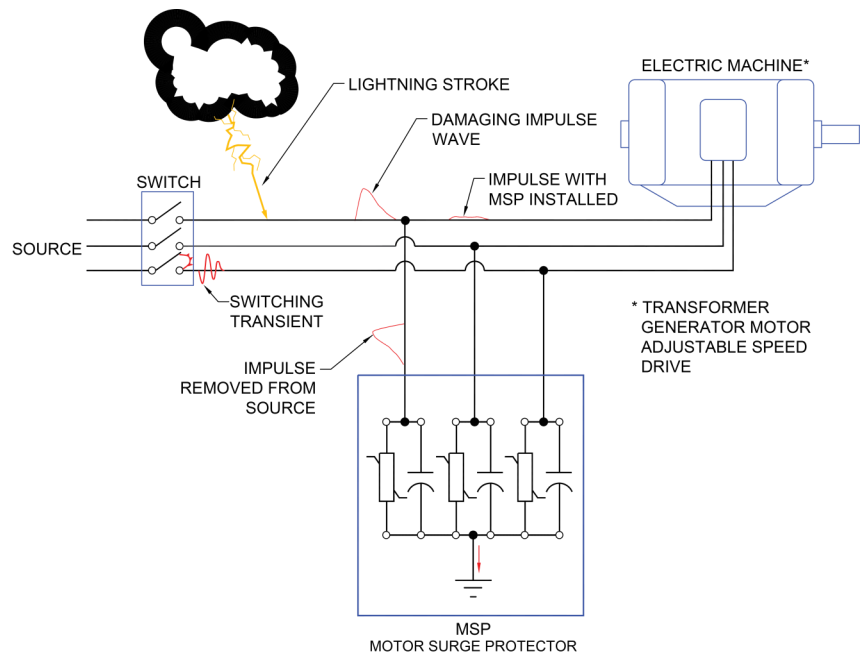 ELECTRIC MACHINE*
LIGHTNING STROKE
DAMAGING IMPULSE
WAVE
IMPULSE WITH
MSP INSTALLED
SWITCH
SOURCE
SWITCHING
TRANSIENT
* TRANSFORMER
GENERATOR MOTOR
ADJUSTABLE SPEED
DRIVE
IMPULSE
REMOVED FROM
SOURCE
MSP
MOTOR SURGE PROTECTOR